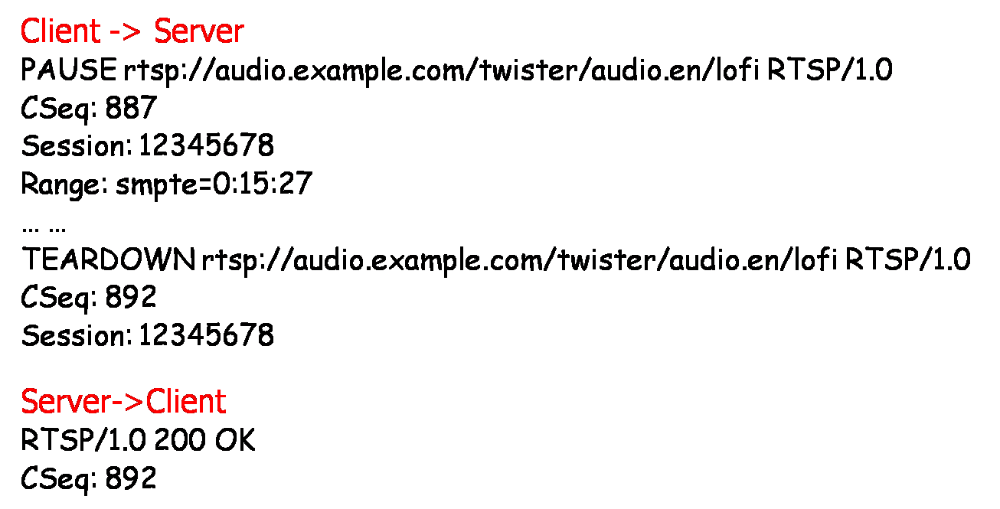 Client -> Server
PAUSE rtsp://audio.example.com/twister/audio.en/lofi RTSP/1.0
CSeq: 887
Session: 12345678
Range: smpte=0:15:27
... ...
TEARDOWN rtsp://audio.example.com/twister/audio.en/lofi RTSP/1.0
CSeq: 892
Session: 12345678
Server->Client
RTSP/1.0 200 OK
CSeq: 892